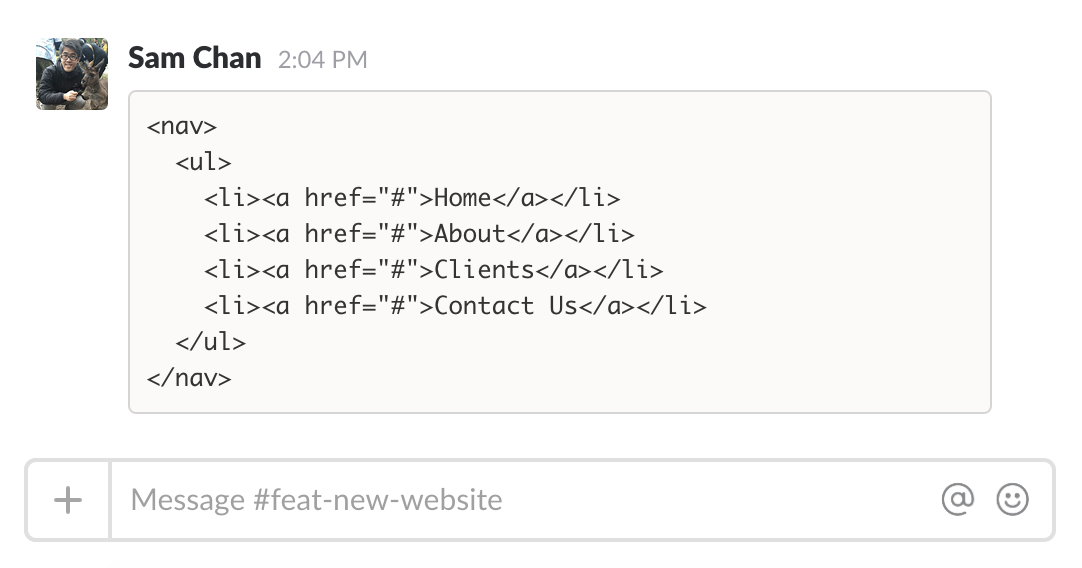 Sam Chan 2:04 PM
<nav>
  <ul>
    <li><a href="#">Home</a></li>
    <li><a href="#">About</a></li>
    <li><a href="#">Clients</a></li>
    <li><a href="#">Contact Us</a></li>
  </ul>
</nav>
Message #feat-new-website